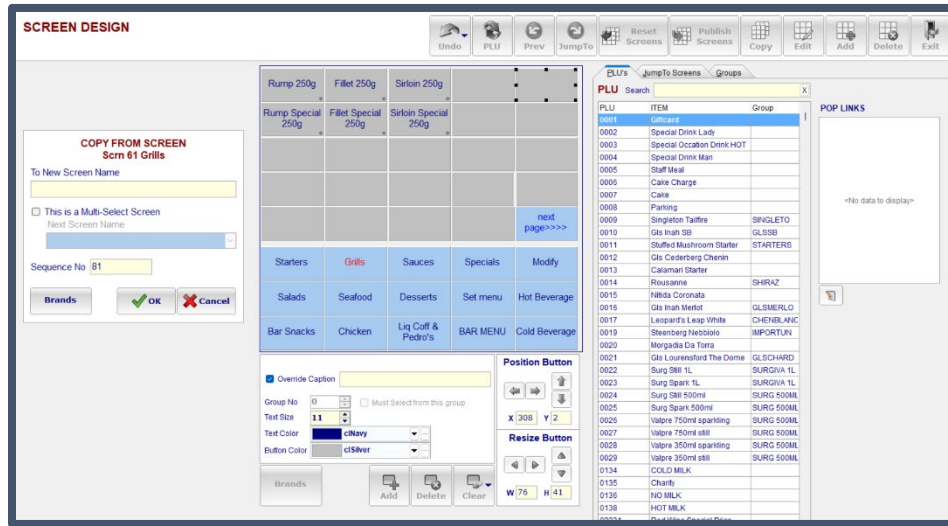 SCREEN DESIGN
Undo
PLU
Prev
JumpTo
Reset Screens
Publish Screens
Copy
Edit
Add
Delete
Exit
COPY FROM SCREEN
Scrn 61 Grills
To New Screen Name
This is a Multi-Select Screen
Next Screen Name
Sequence No 81
Brands
OK
Cancel
Rump 250g
Fillet 250g
Sirloin 250g
Rump Special 250g
Fillet Special 250g
Sirloin Special 250g
next page>>>>
Starters
Grills
Sauces
Specials
Modify
Salads
Seafood
Desserts
Set menu
Hot Beverage
Bar Snacks
Chicken
Liq Coff & Pedro's
BAR MENU
Cold Beverage
Override Caption
Group No 0
Must Select from this group
Text Size 11
Text Color clNavy
Button Color clSilver
Brands
Add
Delete
Clear
Position Button
X 308 Y 2
Resize Button
W 76 H 41
PLU's
JumpTo Screens
Groups
PLU Search X
PLU ITEM Group
0001 Giftcard
0002 Special Drink Lady
0003 Special Occation Drink HOT
0004 Special Drink Man
0005 Staff Meal
0006 Cake Charge
0007 Cake
0008 Parking
0009 Singleton Tailfire SINGLETO
0010 Gls Inah SB GLSSB
0011 Stuffed Mushroom Starter STARTERS
0012 Gls Cederberg Chenin
0013 Calamari Starter
0014 Rousanne SHIRAZ
0015 Nitida Coronata
0016 Gls Inah Merlot GLSMERLO
0017 Leopard's Leap White CHENBLANC
0019 Steenberg Nebbiolo IMPORTUN
0020 Morgadia Da Torra
0021 Gls Lourensford The Dome GLSCHARD
0022 Surg Still 1L SURGIVA 1L
0023 Surg Spark 1L SURGIVA 1L
0024 Surg Still 500ml SURG 500ML
0025 Surg Spark 500ml SURG 500ML
0026 Valpre 750ml sparkling SURG 500ML
0027 Valpre 750ml still SURG 500ML
0028 Valpre 350ml sparkling SURG 500ML
0029 Valpre 350ml still SURG 500ML
0134 COLD MILK
0135 Charity
0136 NO MILK
0138 HOT MILK
POP LINKS
<No data to display>